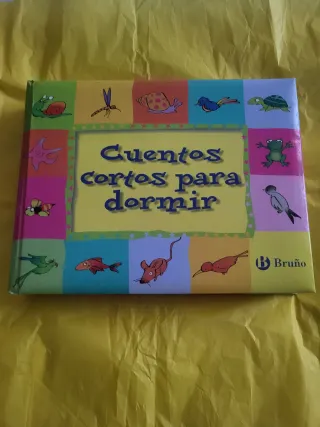 Cuentos
cortos para
dormir
Bruño